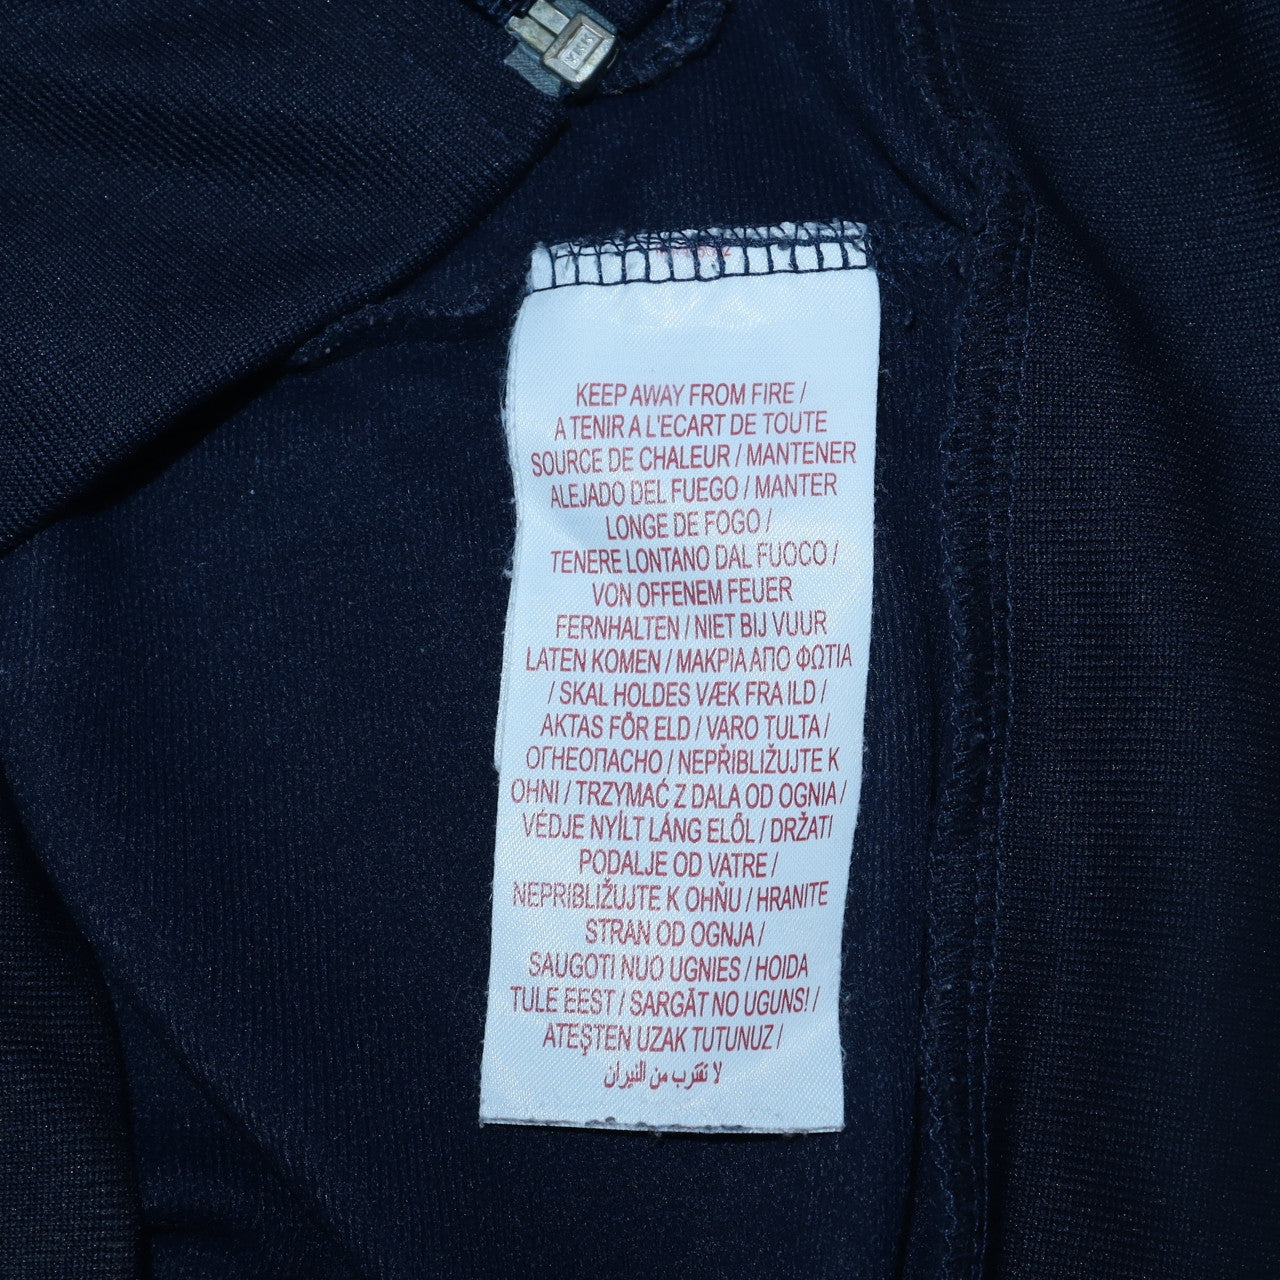 YKK
KEEP AWAY FROM FIRE /
A TENIR A L'ECART DE TOUTE
SOURCE DE CHALEUR / MANTENER
ALEJADO DEL FUEGO / MANTER
LONGE DE FOGO /
TENERE LONTANO DAL FUOCO /
VON OFFENEM FEUER
FERNHALTEN / NIET BIJ VUUR
LATEN KOMEN / ΜΑΚΡΙΑ ΑΠΟ ΦΩΤΙΑ
/ SKAL HOLDES VÆK FRA ILD /
AKTAS FÖR ELD / VARO TULTA /
ОГНЕОПАСНО / NEPŘIBLIŽUJTE K
OHNI / TRZYMAĆ Z DALA OD OGNIA /
VÉDJE NYÍLT LÁNG ELŐL / DRŽATI
PODALJE OD VATRE /
NEPRIBLIŽUJTE K OHŇU / HRANITE
STRAN OD OGNJA /
SAUGOTI NUO UGNIES / HOIDA
TULE EEST / SARGĀT NO UGUNS! /
ATEŞTEN UZAK TUTUNUZ /
لا تقترب من النيران